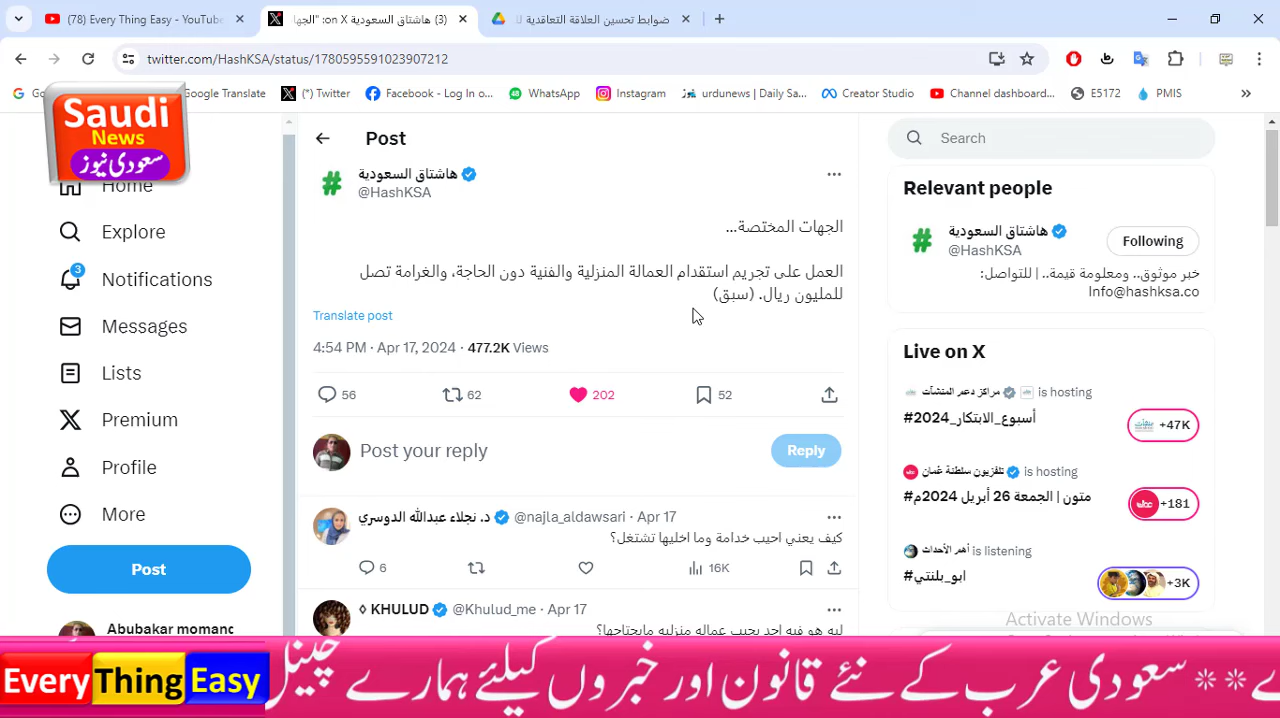 (78) Every Thing Easy - YouTube
(3) هاشتاق السعودية on X: "الجها
ضوابط تحسين العلاقة التعاقدية لل
twitter.com/HashKSA/status/1780595591023907212
Google Translate
(*) Twitter
Facebook - Log In o...
WhatsApp
Instagram
urdunews | Daily Sa...
Creator Studio
Channel dashboard...
E5172
PMIS
»
Saudi
News
سعودی نیوز
Home
Explore
3
Notifications
Messages
Lists
Premium
Profile
More
Post
Post
هاشتاق السعودية
@HashKSA
الجهات المختصة...
العمل على تجريم استقدام العمالة المنزلية والفنية دون الحاجة، والغرامة تصل
للمليون ريال. (سبق)
Translate post
4:54 PM · Apr 17, 2024 · 477.2K Views
56
62
202
52
Post your reply
Reply
د. نجلاء عبدالله الدوسري @najla_aldawsari · Apr 17
كيف يعني اجيب خدامة وما اخليها تشتغل؟
6
16K
◊ KHULUD @Khulud_me · Apr 17
ليه هو فيه احد يجيب عماله منزليه مايحتاجها؟
Search
Relevant people
هاشتاق السعودية
@HashKSA
Following
خبر موثوق.. ومعلومة قيمة.. | للتواصل:
Info@hashksa.co
Live on X
مراكز دعم المنشآت is hosting
#أسبوع_الابتكار_2024
+47K
تلفزيون سلطنة عُمان is hosting
متون | الجمعة 26 أبريل 2024م#
+181
أهم الأحداث is listening
#ابو_بلنتي
+3K
Activate Windows
Every Thing Easy
ے * * سعودی عرب کے نئے قانون اور خبروں کیلئے ہمارے چینل